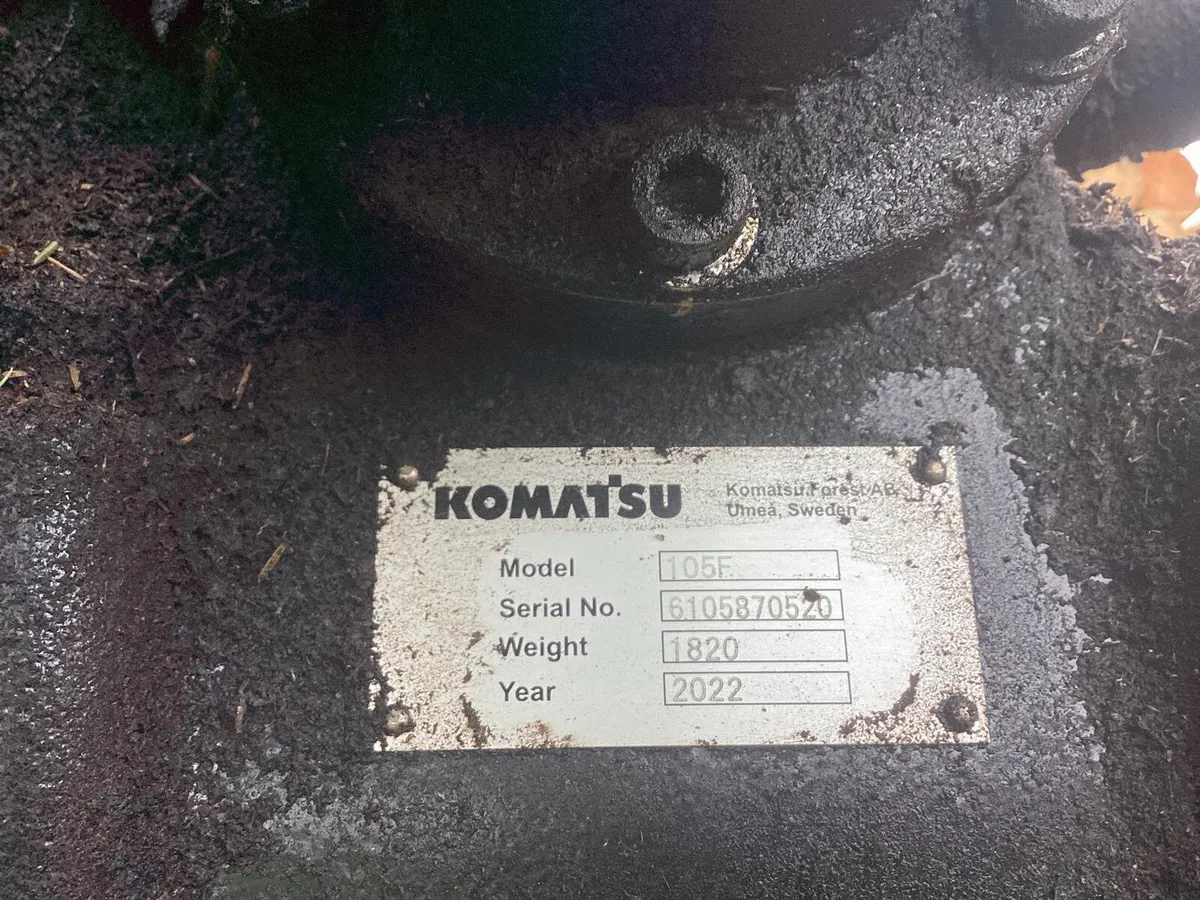 KOMATSU
Komatsu Forest AB
Umeå, Sweden
Model 105F
Serial No. 6105870520
Weight 1820
Year 2022